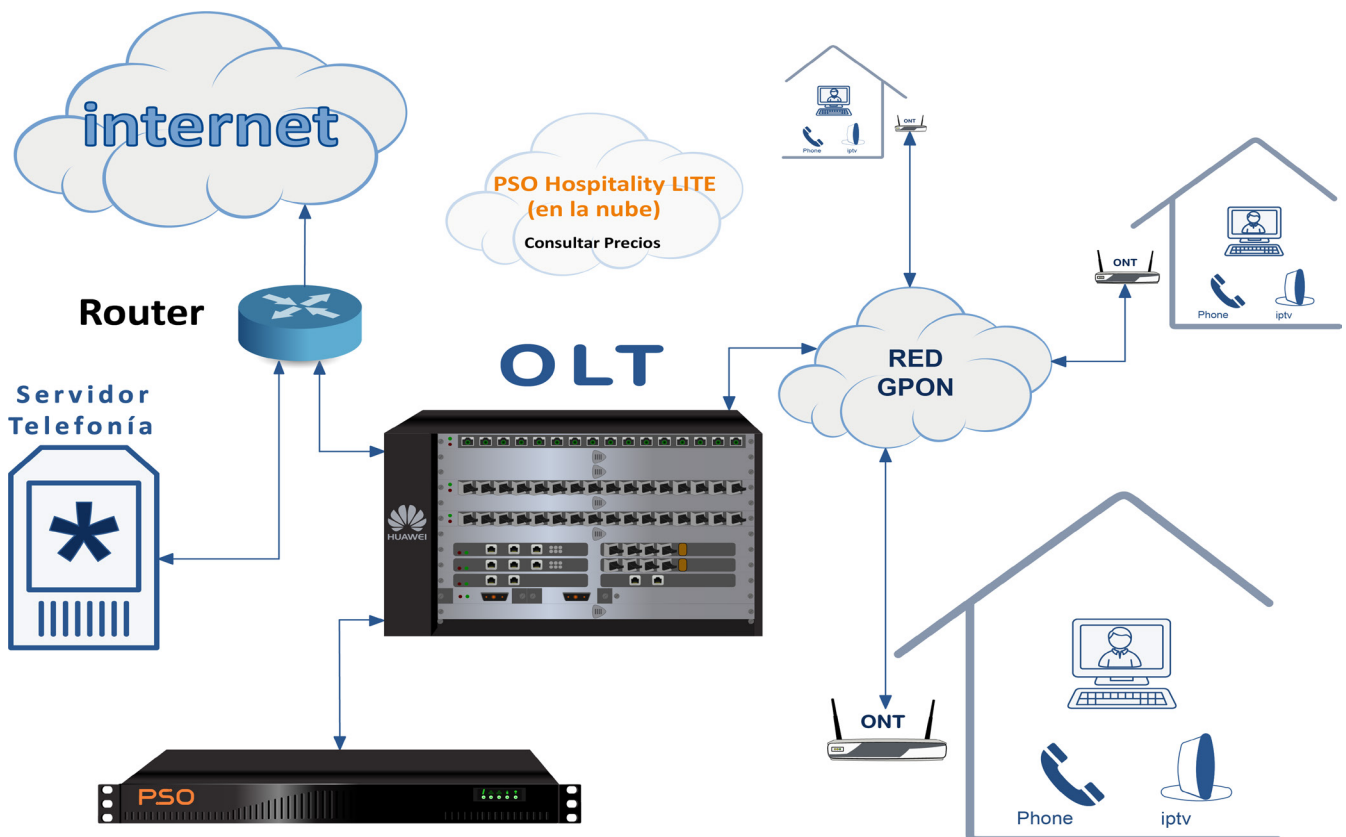 internet
PSO Hospitality LITE
(en la nube)
Consultar Precios
Router
Servidor
Telefonía
OLT
HUAWEI
PSO
RED
GPON
ONT
Phone
iptv
ONT
Phone
iptv
ONT
Phone
iptv